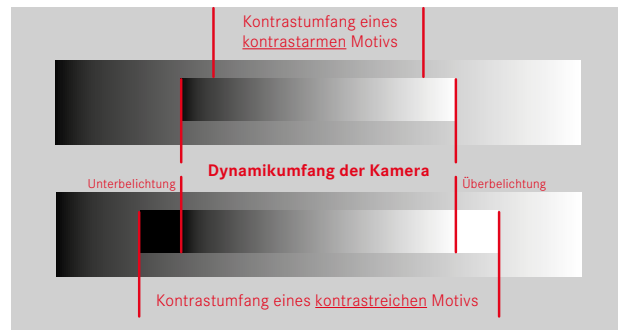 Kontrastumfang eines
kontrastarmen Motivs
Dynamikumfang der Kamera
Unterbelichtung
Überbelichtung
Kontrastumfang eines kontrastreichen Motivs